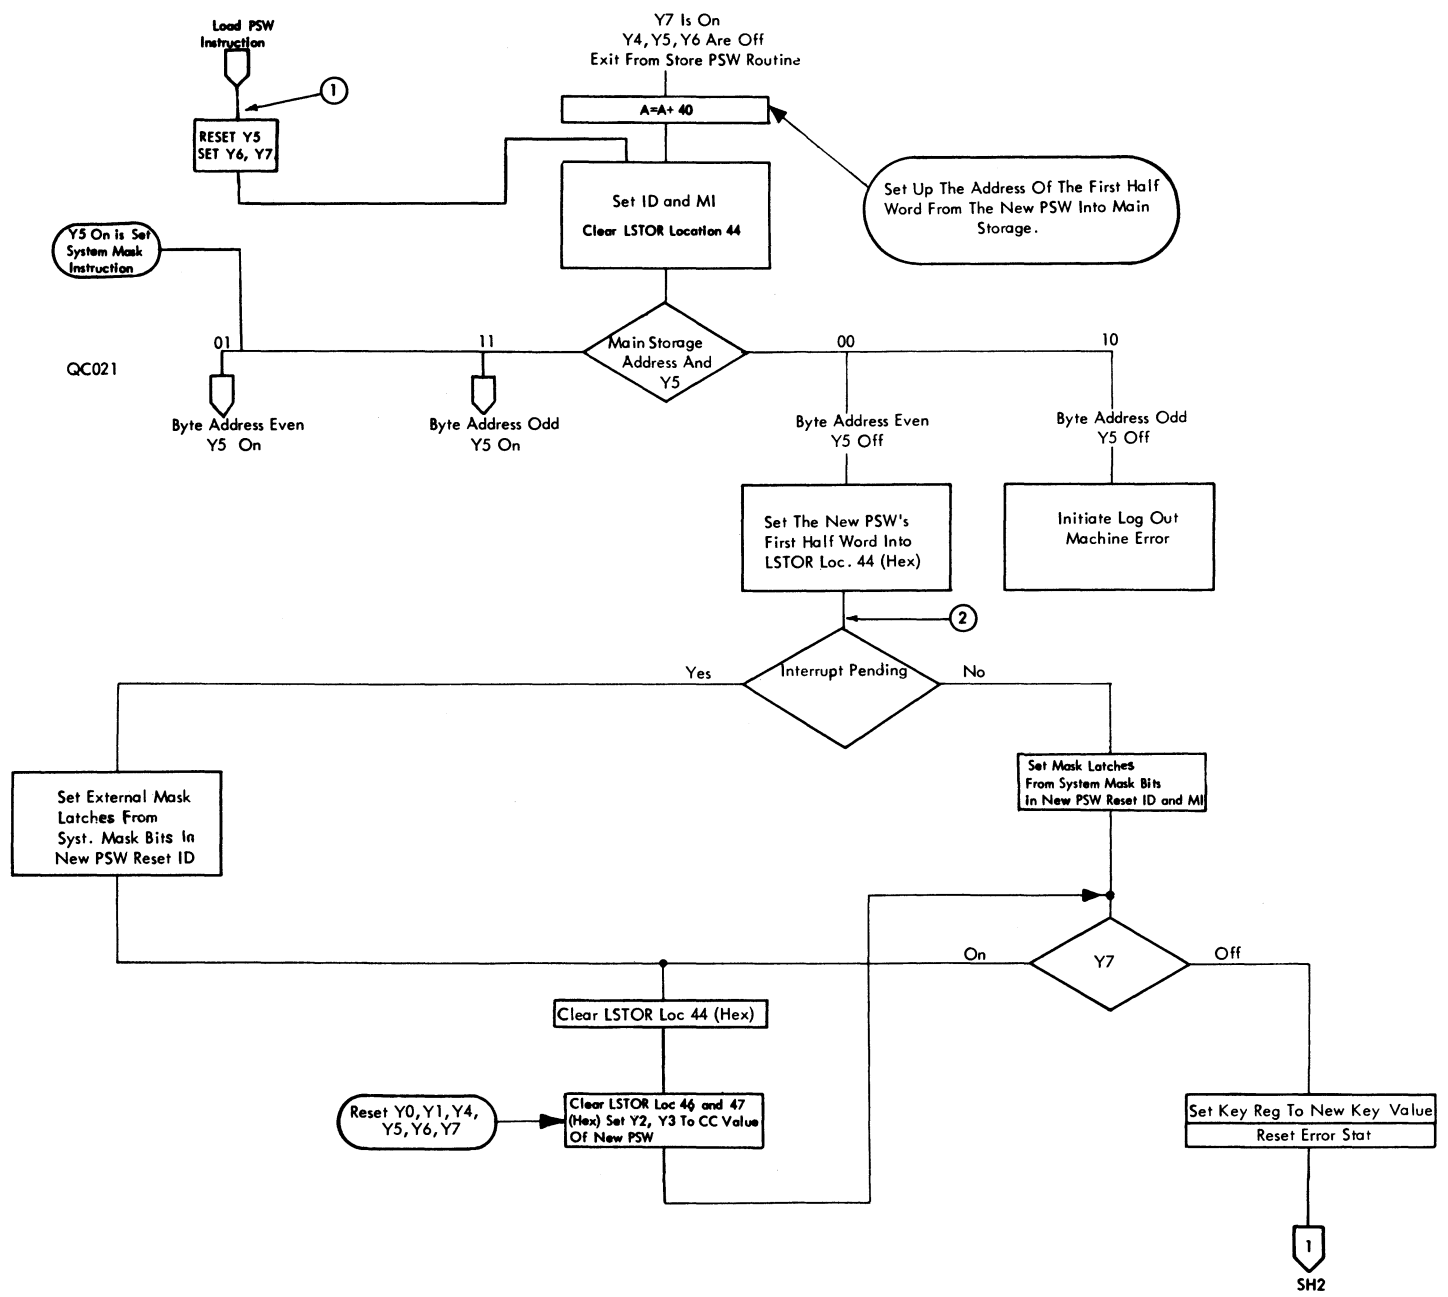 Load PSW
Instruction
Y7 Is On
Y4, Y5, Y6 Are Off
Exit From Store PSW Routine
1
A=A+ 40
RESET Y5
SET Y6, Y7
Set ID and MI
Clear LSTOR Location 44
Set Up The Address Of The First Half
Word From The New PSW Into Main
Storage.
Y5 On is Set
System Mask
Instruction
01
11
Main Storage
Address And
Y5
00
10
QC021
Byte Address Even
Y5 On
Byte Address Odd
Y5 On
Byte Address Even
Y5 Off
Byte Address Odd
Y5 Off
Set The New PSW's
First Half Word Into
LSTOR Loc. 44 (Hex)
Initiate Log Out
Machine Error
2
Yes
Interrupt Pending
No
Set Mask Latches
From System Mask Bits
in New PSW Reset ID and MI
Set External Mask
Latches From
Syst. Mask Bits In
New PSW Reset ID
On
Y7
Off
Clear LSTOR Loc 44 (Hex)
Reset Y0, Y1, Y4,
Y5, Y6, Y7
Clear LSTOR Loc 46 and 47
(Hex) Set Y2, Y3 To CC Value
Of New PSW
Set Key Reg To New Key Value
Reset Error Stat
1
SH2